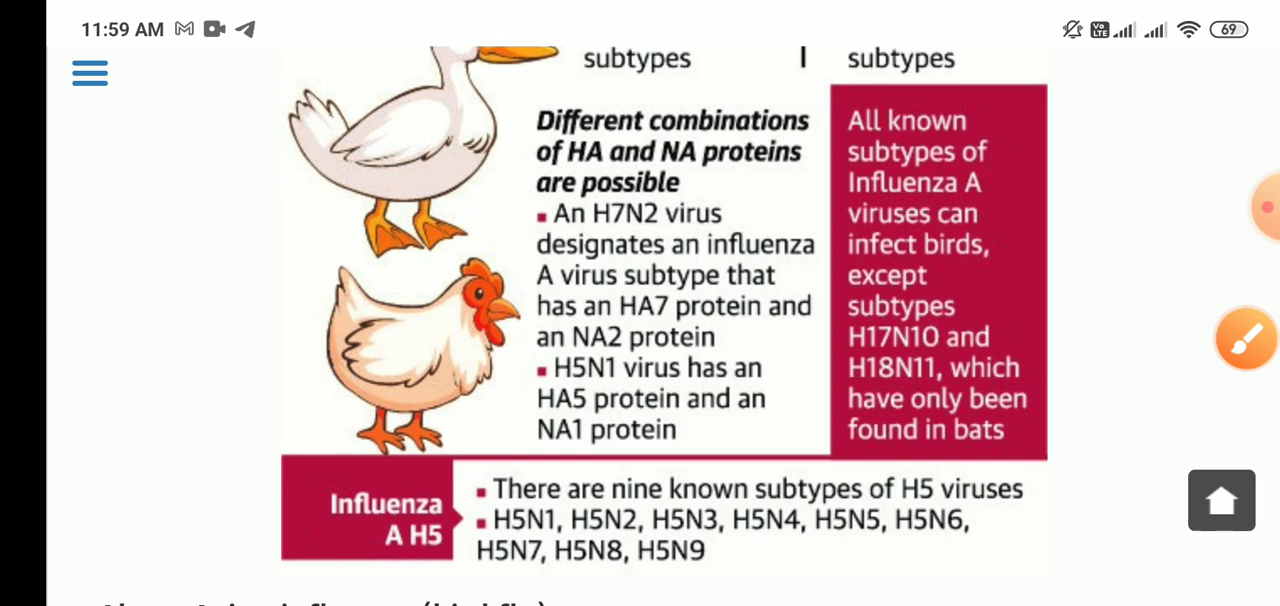 11:59 AM
Vo
LTE
69
subtypes
subtypes
Different combinations
of HA and NA proteins
are possible
▪ An H7N2 virus
designates an influenza
A virus subtype that
has an HA7 protein and
an NA2 protein
▪ H5N1 virus has an
HA5 protein and an
NA1 protein
All known
subtypes of
Influenza A
viruses can
infect birds,
except
subtypes
H17N10 and
H18N11, which
have only been
found in bats
Influenza
A H5
▪ There are nine known subtypes of H5 viruses
▪ H5N1, H5N2, H5N3, H5N4, H5N5, H5N6,
H5N7, H5N8, H5N9